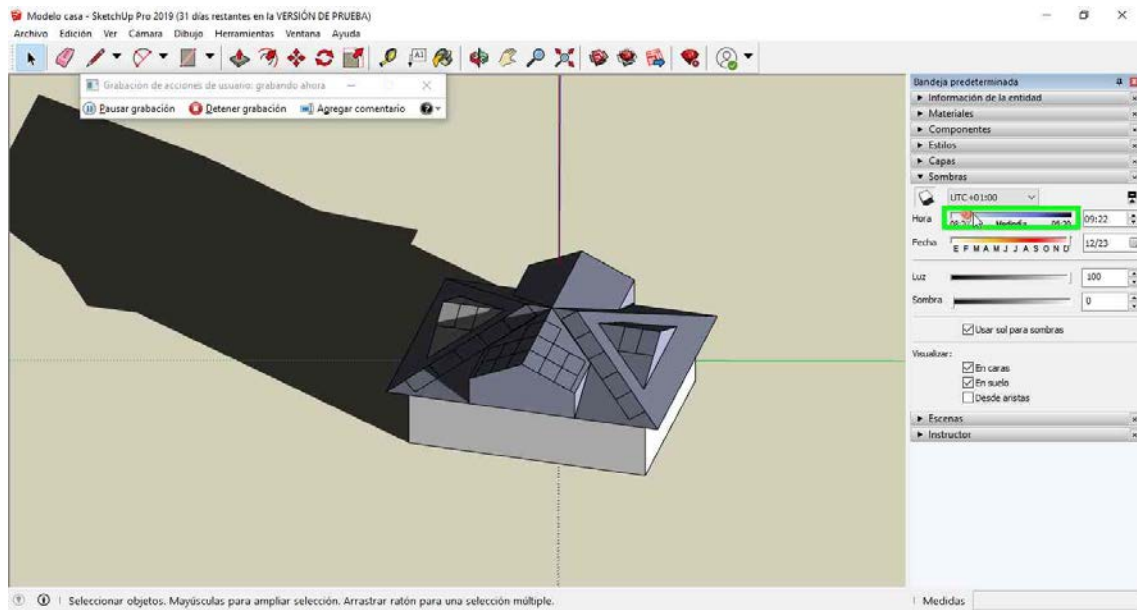 Modelo casa - SketchUp Pro 2019 (31 días restantes en la VERSIÓN DE PRUEBA)
Archivo Edición Ver Cámara Dibujo Herramientas Ventana Ayuda
A1
Grabación de acciones de usuario: grabando ahora
Pausar grabación Detener grabación Agregar comentario
Bandeja predeterminada
Información de la entidad
Materiales
Componentes
Estilos
Capas
Sombras
UTC+01:00
Hora Mediodía 09:22
Fecha E F M A M J J A S O N D 12/23
Luz 100
Sombra 0
Usar sol para sombras
Visualizar:
En caras
En suelo
Desde aristas
Escenas
Instructor
Seleccionar objetos. Mayúsculas para ampliar selección. Arrastrar ratón para una selección múltiple.
Medidas